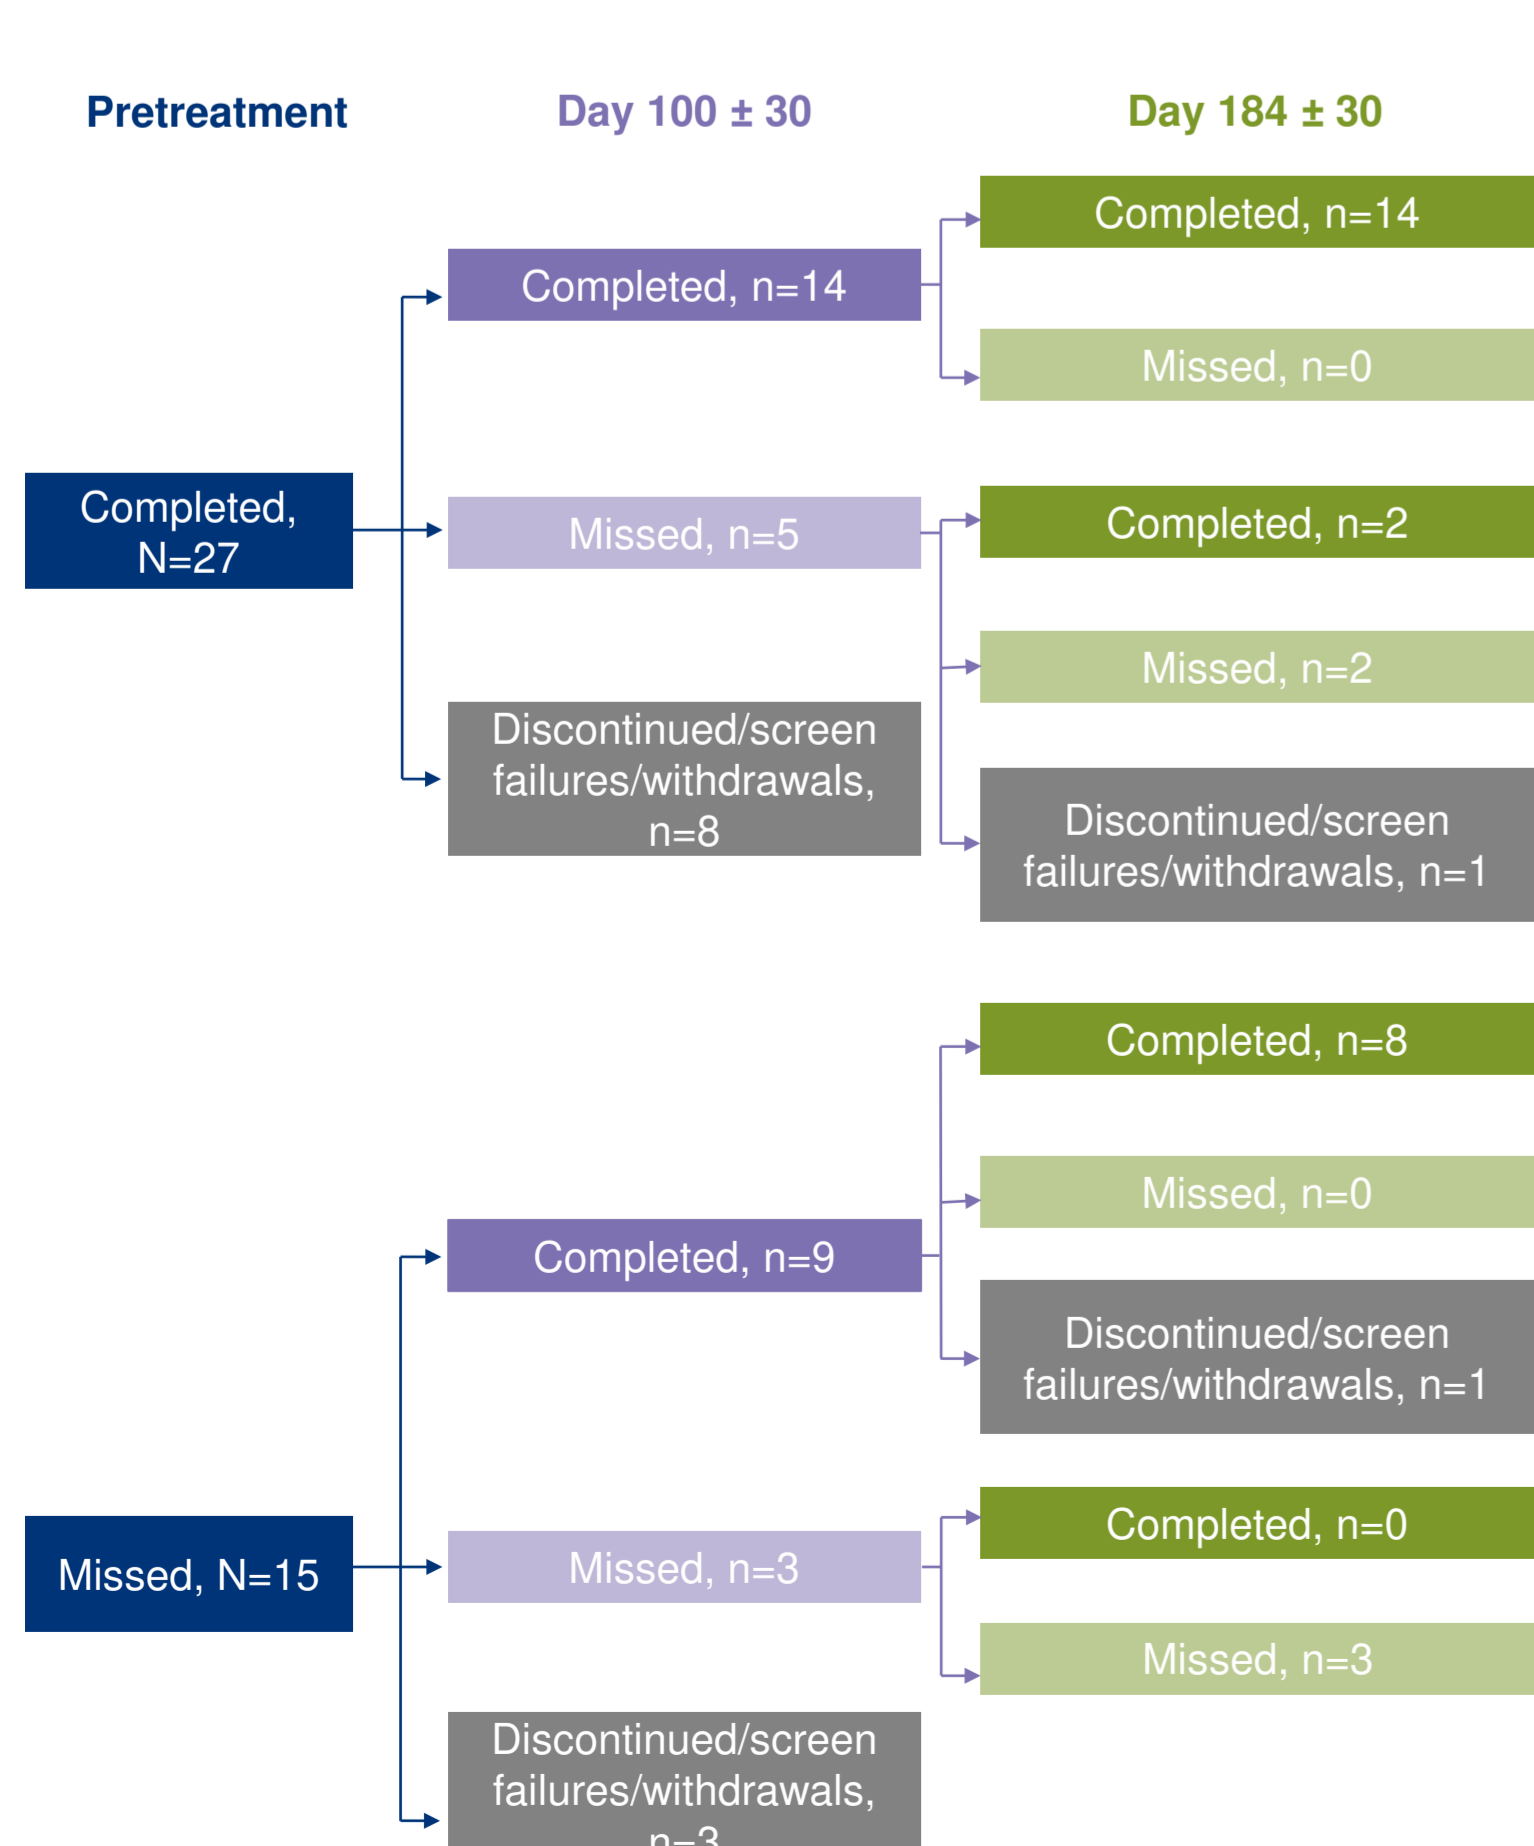 Pretreatment
Day 100 ± 30
Day 184 ± 30
Completed, n=14
Completed, n=14
Missed, n=0
Completed,
N=27
Missed, n=5
Completed, n=2
Missed, n=2
Discontinued/screen
failures/withdrawals,
n=8
Discontinued/screen
failures/withdrawals, n=1
Completed, n=8
Missed, n=0
Completed, n=9
Discontinued/screen
failures/withdrawals, n=1
Missed, N=15
Missed, n=3
Completed, n=0
Missed, n=3
Discontinued/screen
failures/withdrawals,
n=3